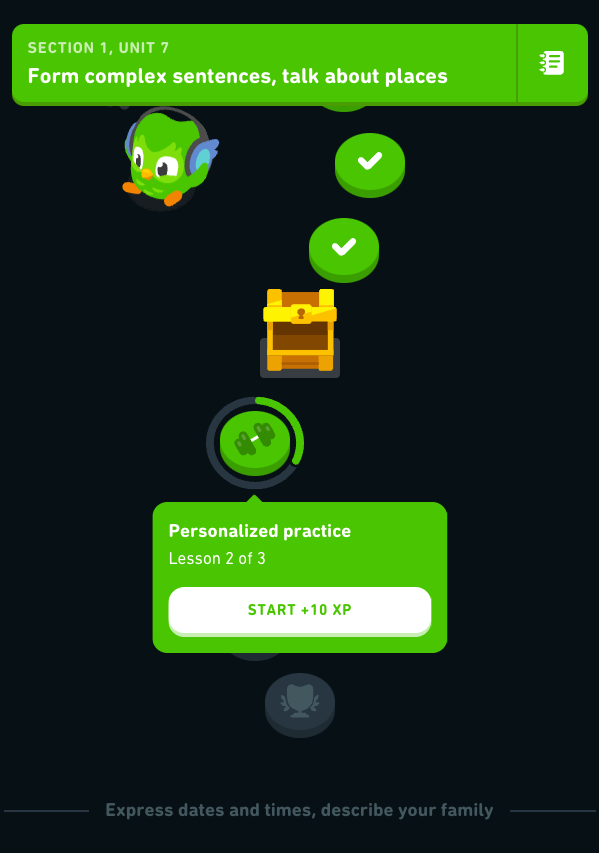 SECTION 1, UNIT 7
Form complex sentences, talk about places
Personalized practice
Lesson 2 of 3
START +10 XP
Express dates and times, describe your family